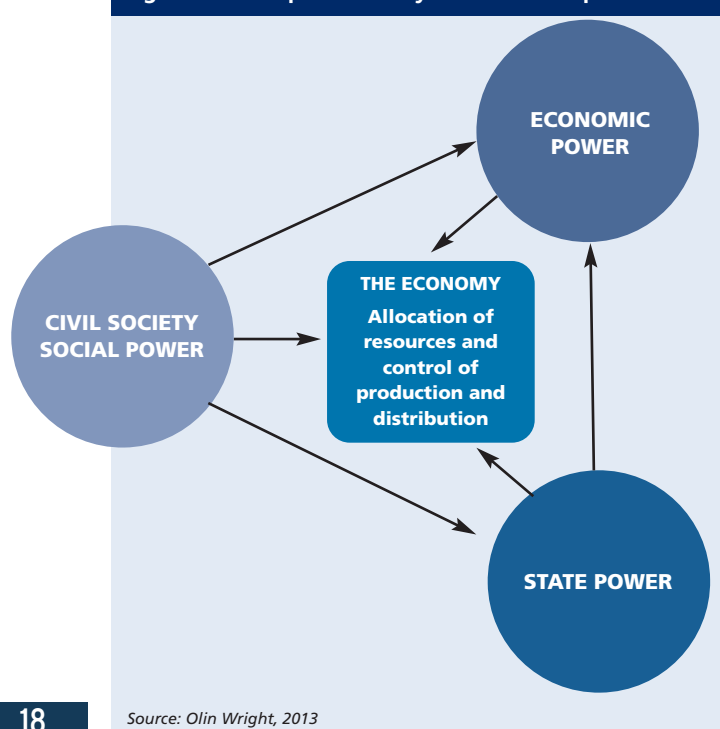 ECONOMIC
POWER
CIVIL SOCIETY
SOCIAL POWER
THE ECONOMY
Allocation of
resources and
control of
production and
distribution
STATE POWER
18
Source: Olin Wright, 2013